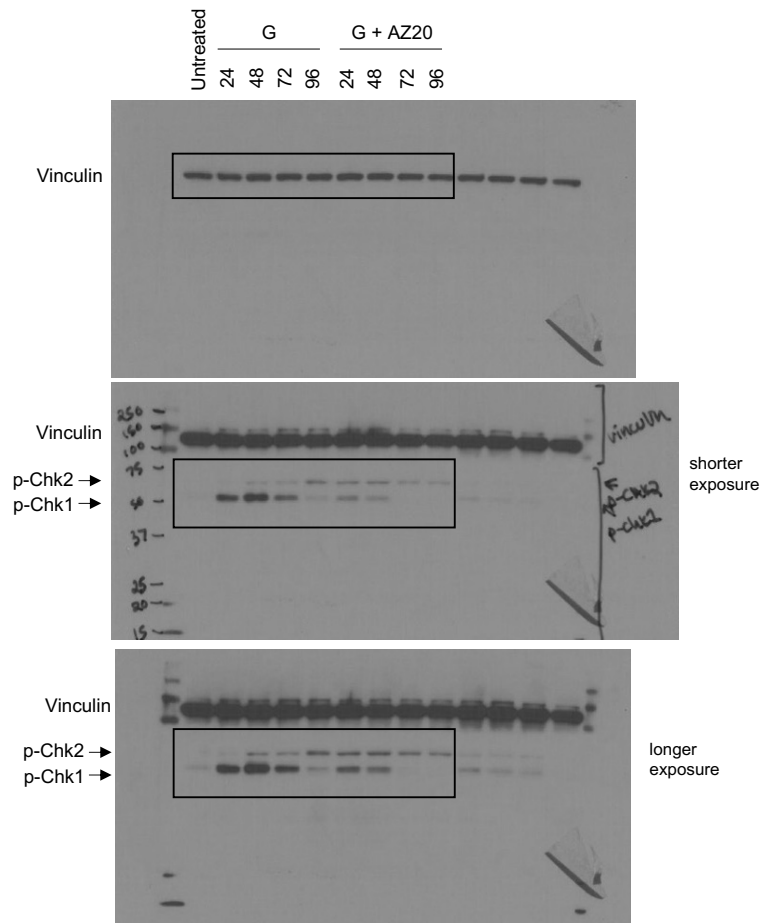 Untreated
G
24
48
72
96
G + AZ20
24
48
72
96
Vinculin
Vinculin
p-Chk2
p-Chk1
250
150
100
75
50
37
25
20
15
vinculin
p-chk2
p-chk1
shorter
exposure
Vinculin
p-Chk2
p-Chk1
longer
exposure